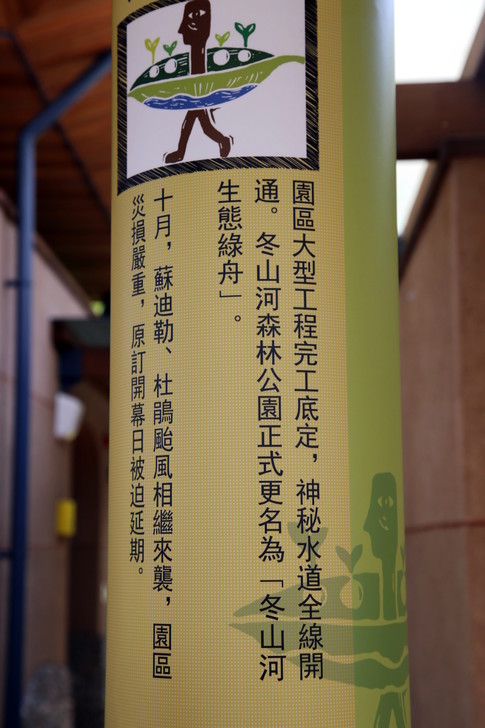 園區大型工程完工底定，神秘水道全線開
通。冬山河森林公園正式更名為「冬山河
生態綠舟」。
十月，蘇迪勒、杜鵑颱風相繼來襲，園區
災損嚴重，原訂開幕日被迫延期。